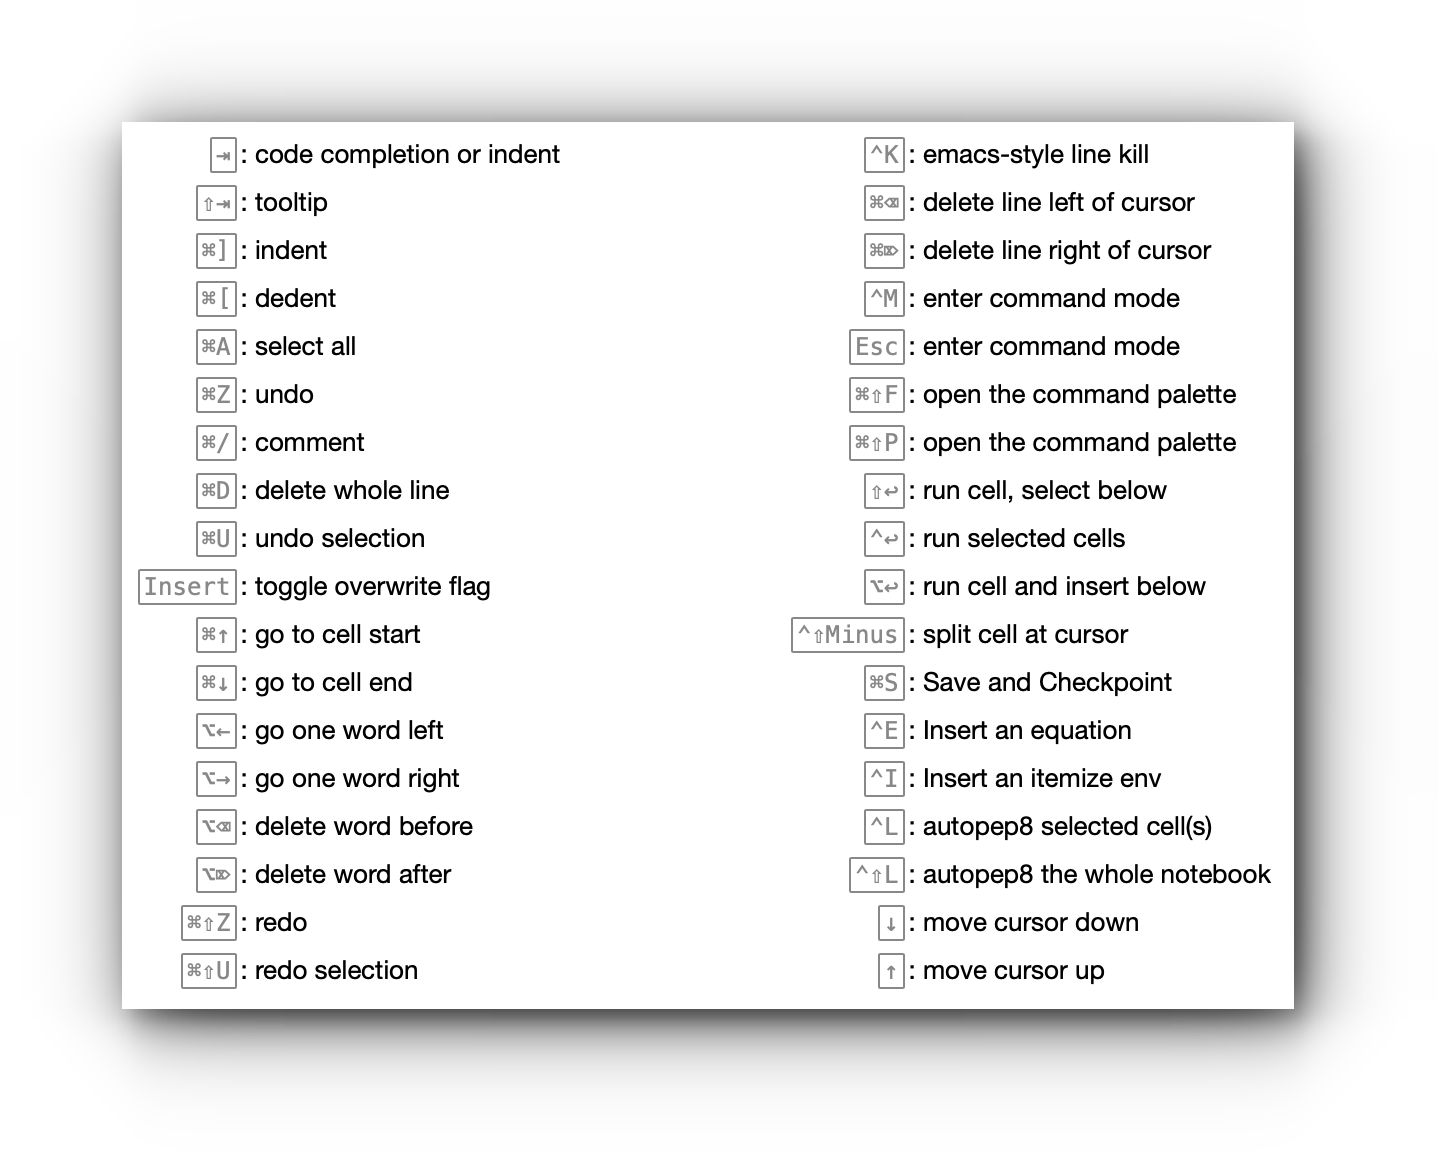 ⇥ : code completion or indent
⇧⇥ : tooltip
⌘] : indent
⌘[ : dedent
⌘A : select all
⌘Z : undo
⌘/ : comment
⌘D : delete whole line
⌘U : undo selection
Insert : toggle overwrite flag
⌘↑ : go to cell start
⌘↓ : go to cell end
⌥← : go one word left
⌥→ : go one word right
⌥⌫ : delete word before
⌥⌦ : delete word after
⌘⇧Z : redo
⌘⇧U : redo selection
^K : emacs-style line kill
⌘⌫ : delete line left of cursor
⌘⌦ : delete line right of cursor
^M : enter command mode
Esc : enter command mode
⌘⇧F : open the command palette
⌘⇧P : open the command palette
⇧↩ : run cell, select below
^↩ : run selected cells
⌥↩ : run cell and insert below
^⇧Minus : split cell at cursor
⌘S : Save and Checkpoint
^E : Insert an equation
^I : Insert an itemize env
^L : autopep8 selected cell(s)
^⇧L : autopep8 the whole notebook
↓ : move cursor down
↑ : move cursor up